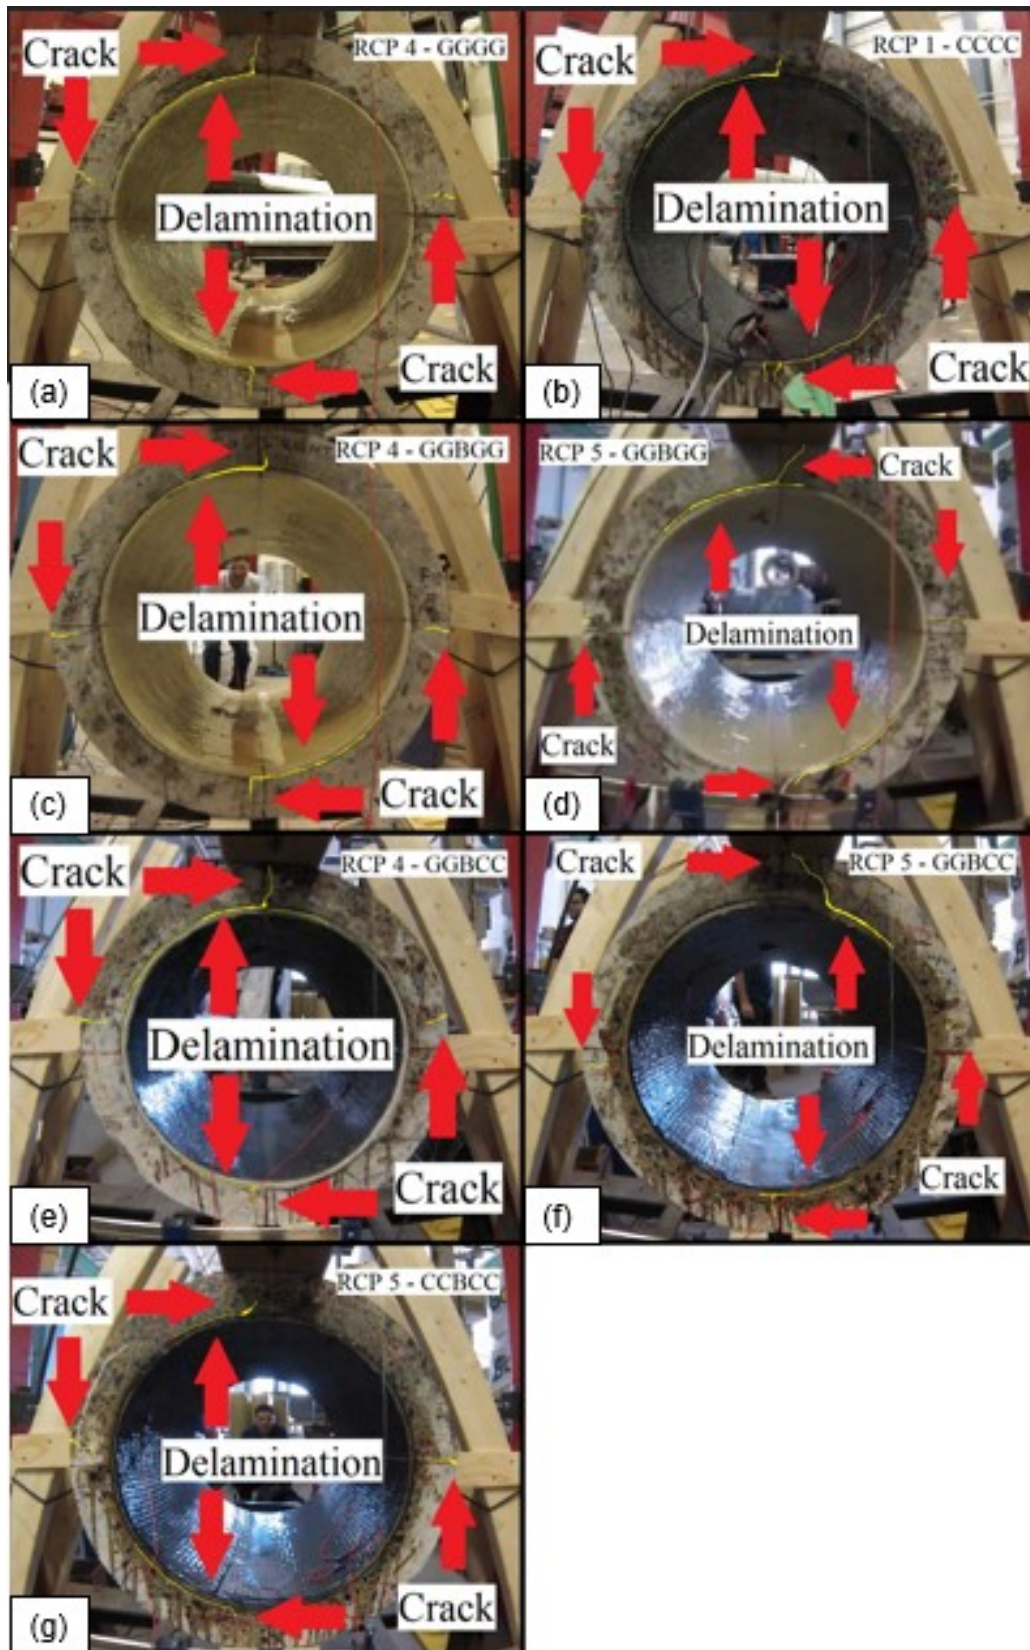 Crack
RCP 4 - GGGG
Delamination
Crack
(a)
Crack
RCP 1 - CCCC
Delamination
Crack
(b)
Crack
RCP 4 - GGBGG
Delamination
Crack
(c)
RCP 5 - GGBGG
Crack
Delamination
Crack
(d)
Crack
RCP 4 - GGBCC
Delamination
Crack
(e)
Crack
RCP 5 - GGBCC
Delamination
Crack
(f)
Crack
RCP 5 - CCBCC
Delamination
Crack
(g)